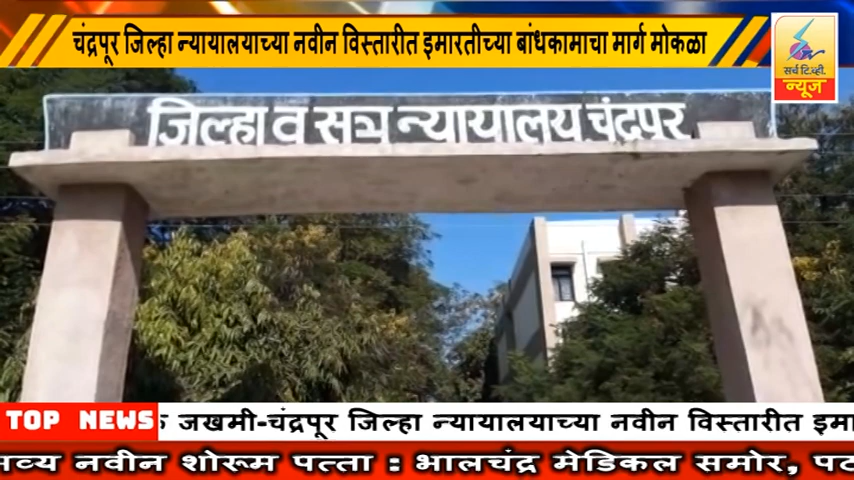 चंद्रपूर जिल्हा न्यायालयाच्या नवीन विस्तारीत इमारतीच्या बांधकामाचा मार्ग मोकळा
सर्च टि.व्ही.
न्यूज
जिल्हा व सत्र न्यायालय, चंद्रपूर
TOP NEWS
जखमी-चंद्रपूर जिल्हा न्यायालयाच्या नवीन विस्तारीत इमा
नवीन शोरूम पत्ता : भालचंद्र मेडिकल समोर,